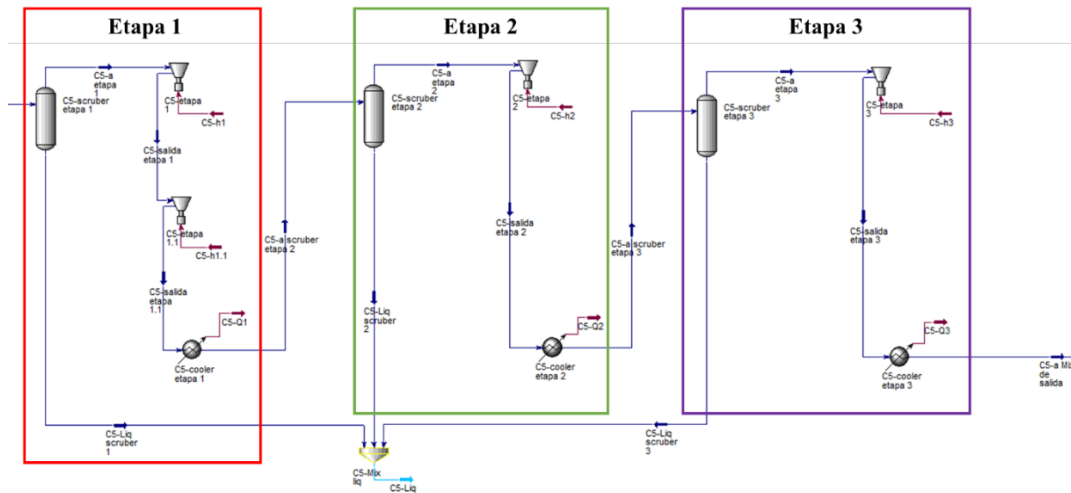 Etapa 1
Etapa 2
Etapa 3
C5-a
etapa
1
C5-scruber
etapa 1
C5-etapa
1
C5-h1
C5-salida
etapa 1
C5-etapa
1.1
C5-h1.1
C5-salida
etapa
1.1
C5-Q1
C5-cooler
etapa 1
C5-a scruber
etapa 2
C5-Liq
scruber
1
C5-a
etapa
2
C5-scruber
etapa 2
C5-etapa
2
C5-h2
C5-salida
etapa 2
C5-Liq
scruber
2
C5-Q2
C5-cooler
etapa 2
C5-a scruber
etapa 3
C5-Mix
liq
C5-Liq
C5-a
etapa
3
C5-scruber
etapa 3
C5-etapa
3
C5-h3
C5-salida
etapa 3
C5-Q3
C5-cooler
etapa 3
C5-Liq
scruber
3
C5-a Mix
de
salida